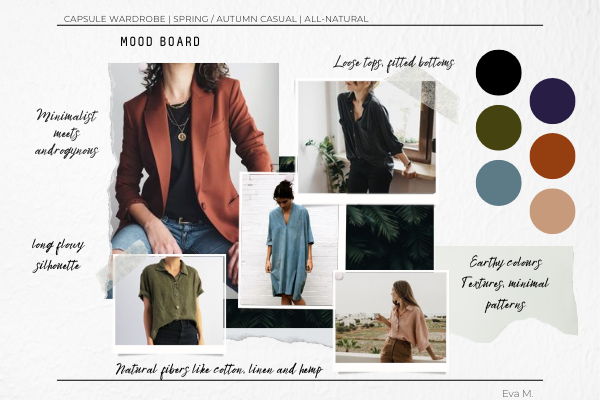 CAPSULE WARDROBE | SPRING / AUTUMN CASUAL | ALL-NATURAL
MOOD BOARD
Loose tops, fitted bottoms
Minimalist
meets
androgynous
long flowy
silhouette
Earthy colours
Textures, minimal
patterns
Natural fibers like cotton, linen and hemp
Eva M.